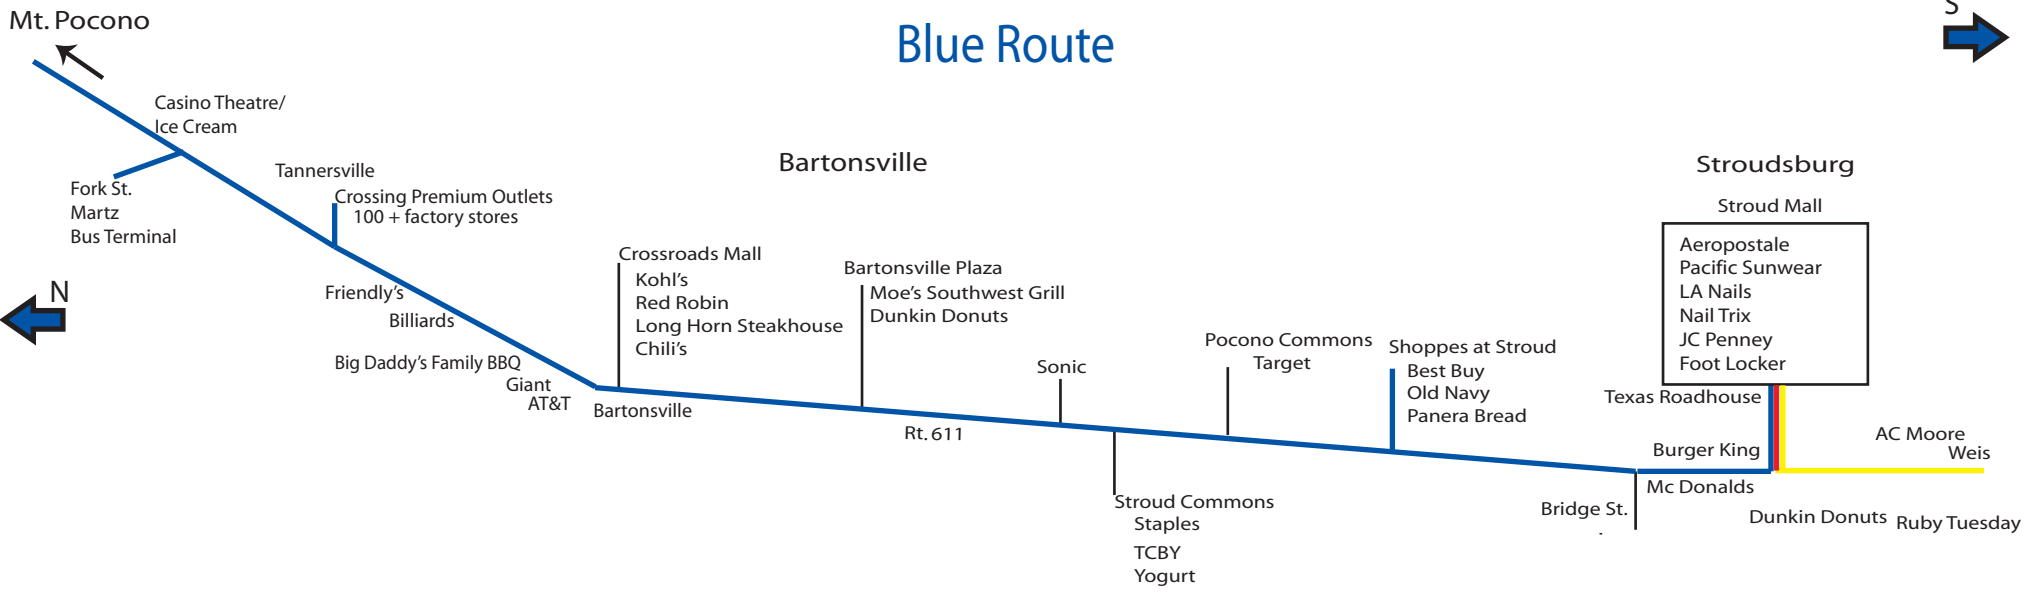 Mt. Pocono
Blue Route
S
Casino Theatre/
Ice Cream
Fork St.
Martz
Bus Terminal
Tannersville
Crossing Premium Outlets
100 + factory stores
N
Friendly's
Billiards
Big Daddy's Family BBQ
Giant
AT&T
Bartonsville
Bartonsville
Crossroads Mall
Kohl's
Red Robin
Long Horn Steakhouse
Chili's
Bartonsville Plaza
Moe's Southwest Grill
Dunkin Donuts
Rt. 611
Sonic
Stroud Commons
Staples
TCBY
Yogurt
Pocono Commons
Target
Shoppes at Stroud
Best Buy
Old Navy
Panera Bread
Stroudsburg
Stroud Mall
Aeropostale
Pacific Sunwear
LA Nails
Nail Trix
JC Penney
Foot Locker
Texas Roadhouse
Burger King
Mc Donalds
Bridge St.
AC Moore
Weis
Dunkin Donuts
Ruby Tuesday